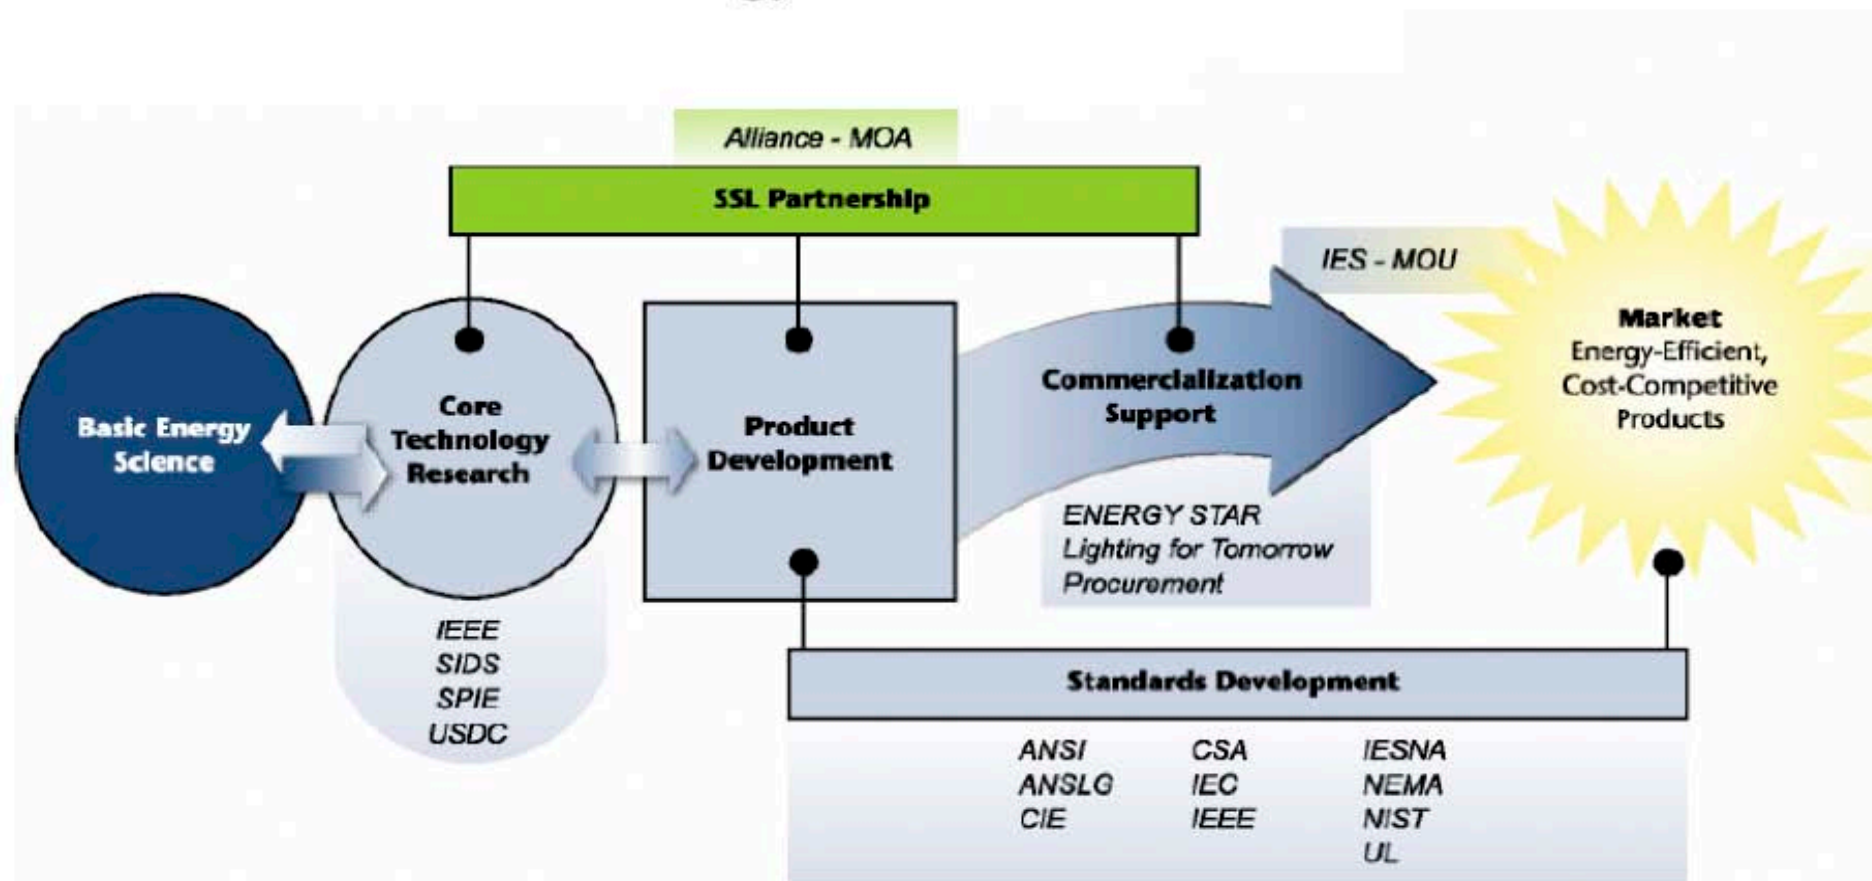 Alliance - MOA
SSL Partnership
IES - MOU
Basic Energy
Science
Core
Technology
Research
Product
Development
Commercialization
Support
Market
Energy-Efficient,
Cost-Competitive
Products
ENERGY STAR
Lighting for Tomorrow
Procurement
IEEE
SIDS
SPIE
USDC
Standards Development
ANSI CSA IESNA
ANSLG IEC NEMA
CIE IEEE NIST
UL